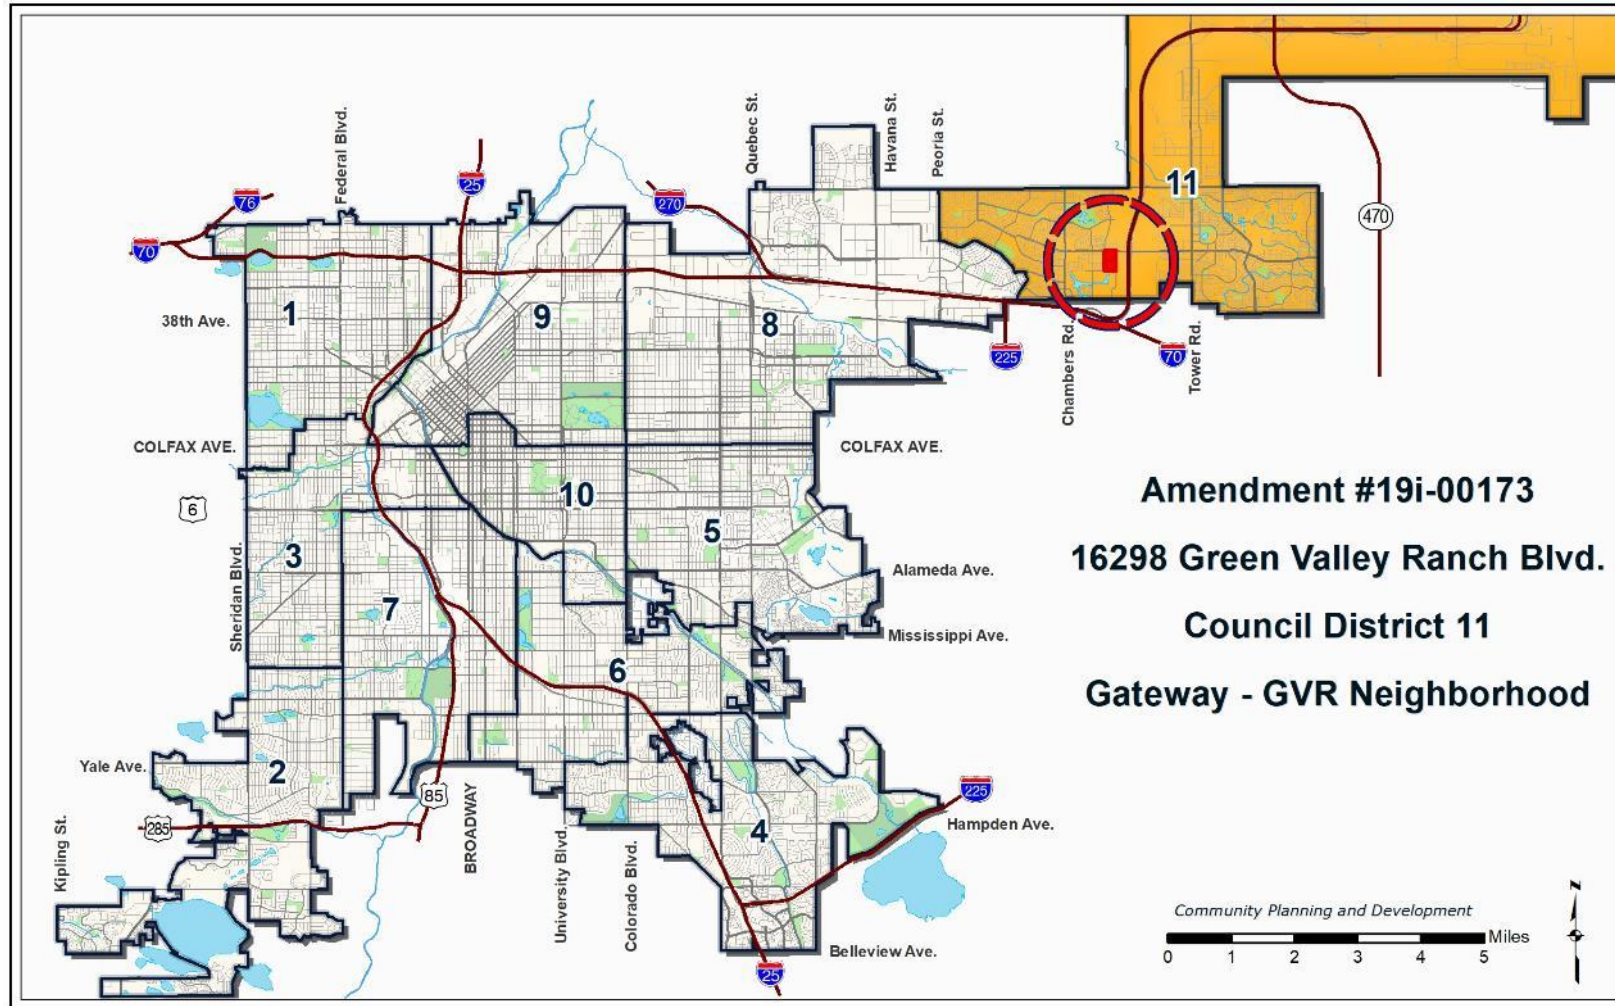 Federal Blvd.
Quebec St.
Havana St.
Peoria St.
76
25
270
70
11
470
38th Ave.
1
9
8
225
Chambers Rd.
70
Tower Rd.
COLFAX AVE.
COLFAX AVE.
6
10
5
3
Sheridan Blvd.
Alameda Ave.
7
Mississippi Ave.
6
Amendment #19i-00173
16298 Green Valley Ranch Blvd.
Council District 11
Gateway - GVR Neighborhood
Yale Ave.
2
85
285
BROADWAY
225
4
Hampden Ave.
Kipling St.
University Blvd.
Colorado Blvd.
Belleview Ave.
25
Community Planning and Development
Miles
0 1 2 3 4 5
z